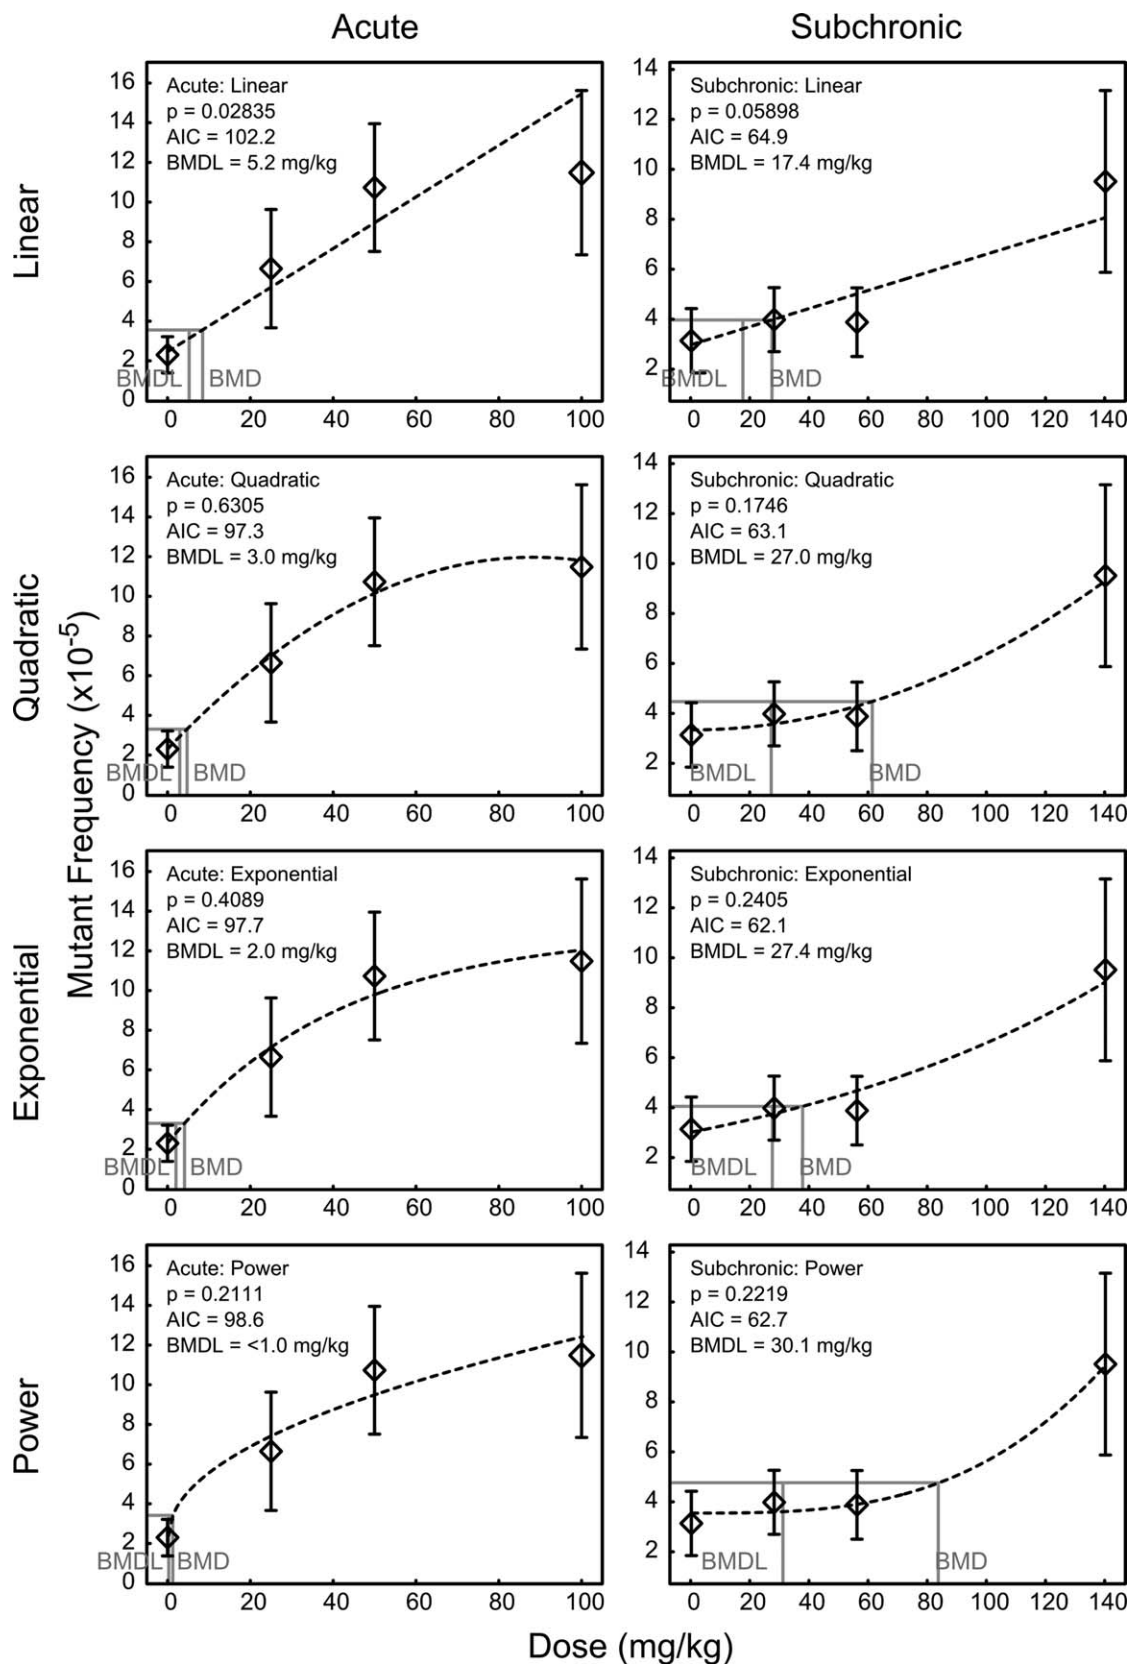 Acute
Subchronic
Linear
Quadratic
Exponential
Power
Mutant Frequency (x10-5)
Acute: Linear
p = 0.02835
AIC = 102.2
BMDL = 5.2 mg/kg
16
14
12
10
8
6
4
2
0
BMDL
BMD
0 20 40 60 80 100
Subchronic: Linear
p = 0.05898
AIC = 64.9
BMDL = 17.4 mg/kg
14
12
10
8
6
4
2
BMDL
BMD
0 20 40 60 80 100 120 140
Acute: Quadratic
p = 0.6305
AIC = 97.3
BMDL = 3.0 mg/kg
16
14
12
10
8
6
4
2
0
BMDL
BMD
0 20 40 60 80 100
Subchronic: Quadratic
p = 0.1746
AIC = 63.1
BMDL = 27.0 mg/kg
14
12
10
8
6
4
2
BMDL
BMD
0 20 40 60 80 100 120 140
Acute: Exponential
p = 0.4089
AIC = 97.7
BMDL = 2.0 mg/kg
16
14
12
10
8
6
4
2
0
BMDL
BMD
0 20 40 60 80 100
Subchronic: Exponential
p = 0.2405
AIC = 62.1
BMDL = 27.4 mg/kg
14
12
10
8
6
4
2
BMDL
BMD
0 20 40 60 80 100 120 140
Acute: Power
p = 0.2111
AIC = 98.6
BMDL = <1.0 mg/kg
16
14
12
10
8
6
4
2
0
BMDL
BMD
0 20 40 60 80 100
Subchronic: Power
p = 0.2219
AIC = 62.7
BMDL = 30.1 mg/kg
14
12
10
8
6
4
2
BMDL
BMD
0 20 40 60 80 100 120 140
Dose (mg/kg)